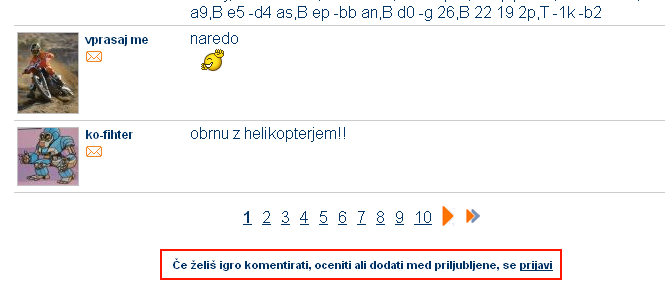 a9,B e5 -d4 as,B ep -bb an,B d0 -g 26,B 22 19 2p,T -1k -b2
vprasaj me
naredo
ko-fihter
obrnu z helikopterjem!!
1 2 3 4 5 6 7 8 9 10
Če želiš igro komentirati, oceniti ali dodati med priljubljene, se prijavi